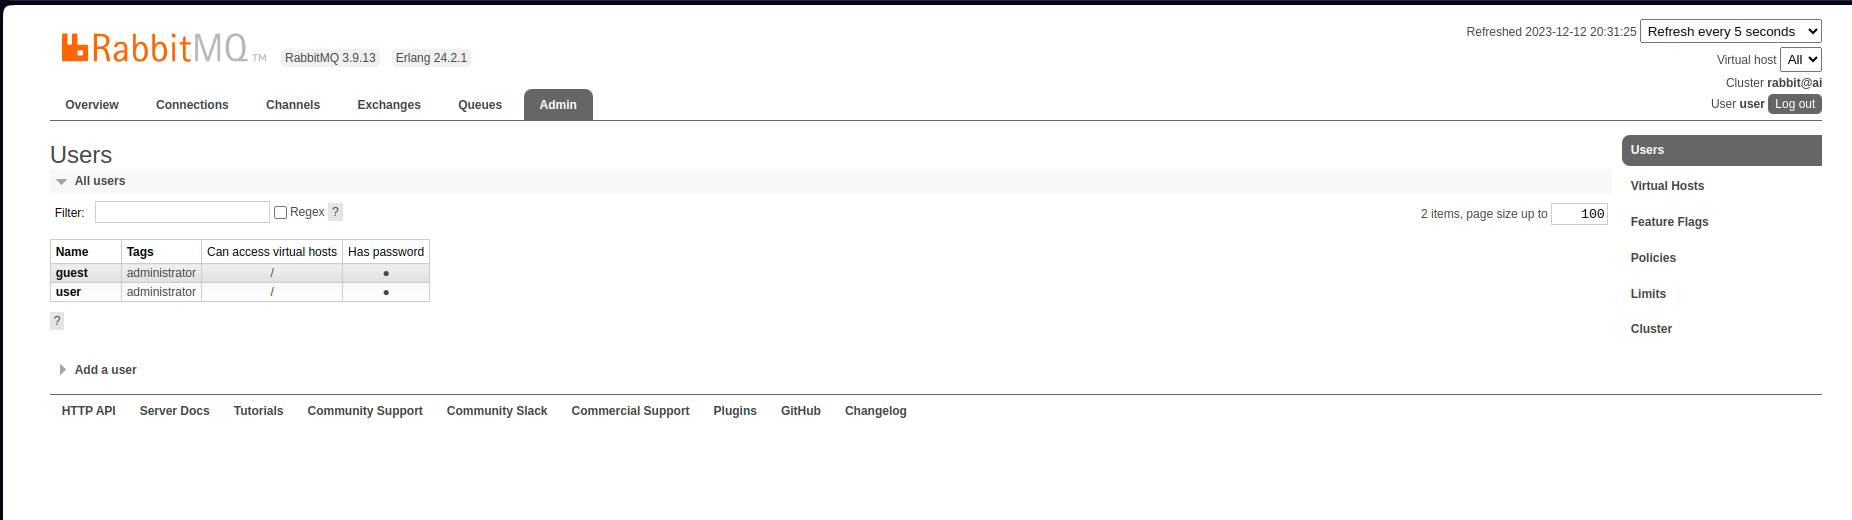 RabbitMQ TM RabbitMQ 3.9.13 Erlang 24.2.1
Refreshed 2023-12-12 20:31:25 Refresh every 5 seconds
Virtual host All
Cluster rabbit@ai
User user Log out
Overview Connections Channels Exchanges Queues Admin
Users
All users
Filter: Regex ? 2 items, page size up to 100
Name Tags Can access virtual hosts Has password
guest administrator / ●
user administrator / ●
?
Add a user
Users
Virtual Hosts
Feature Flags
Policies
Limits
Cluster
HTTP API Server Docs Tutorials Community Support Community Slack Commercial Support Plugins GitHub Changelog